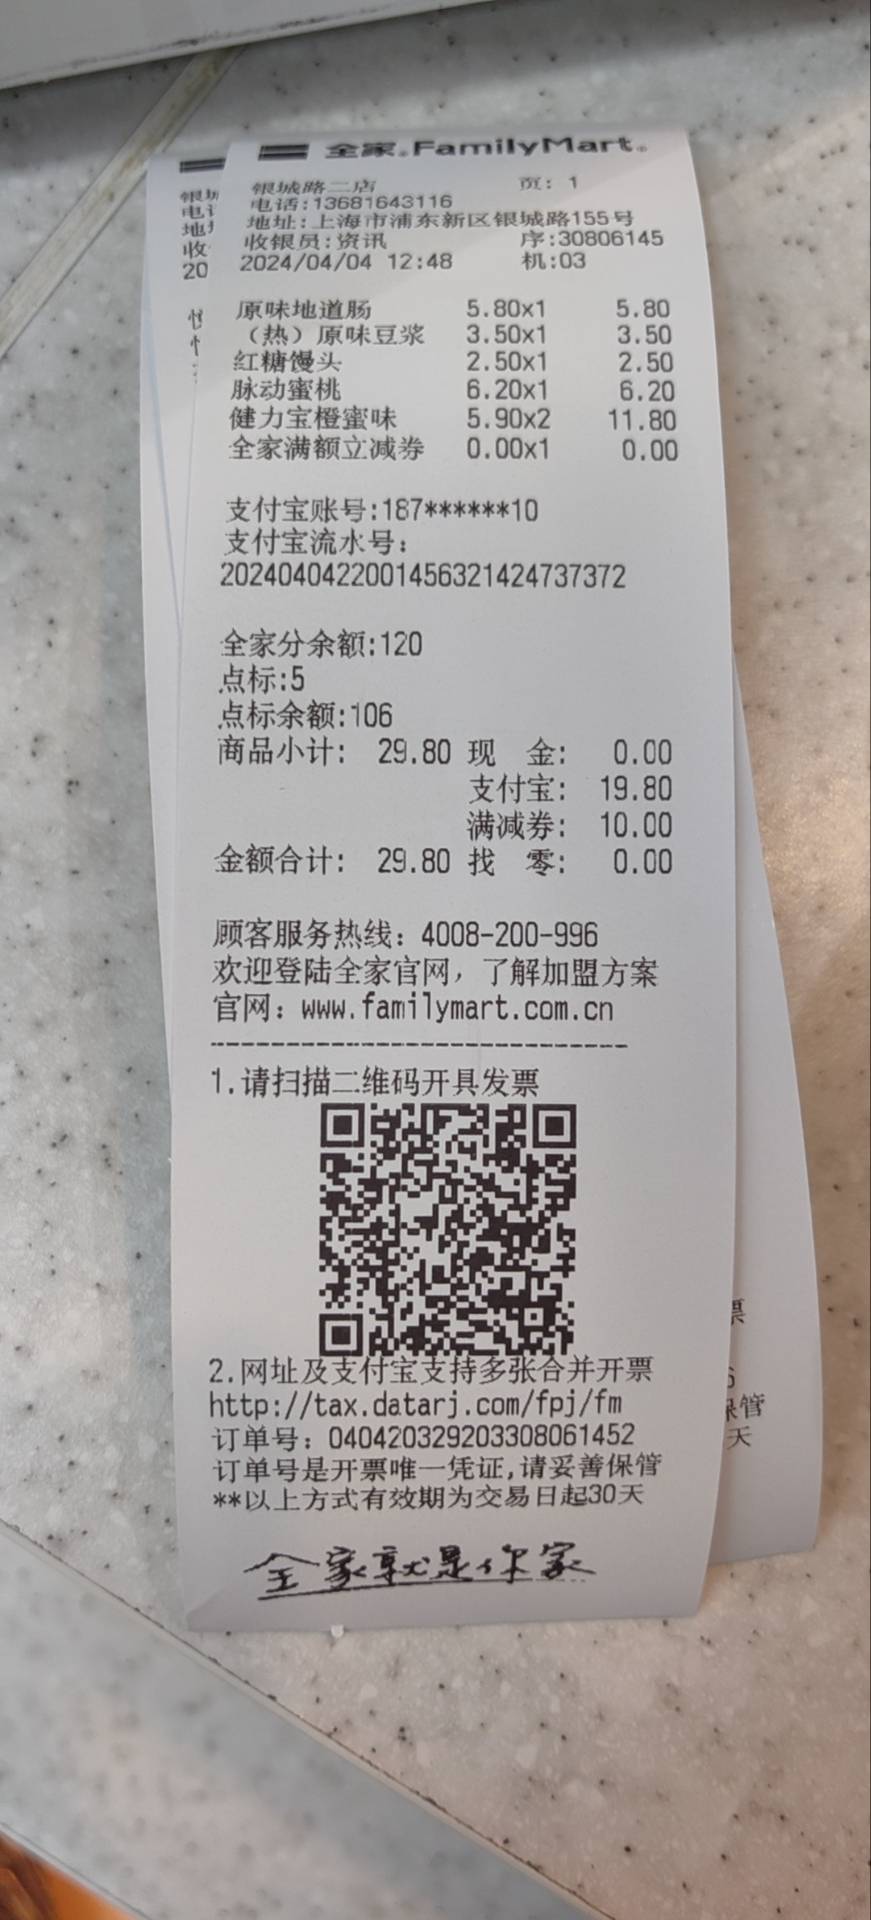 全家.FamilyMart.
银城路二店 页: 1
电话:13681643116
地址:上海市浦东新区银城路155号
收银员:资讯 序:30806145
2024/04/04 12:48 机:03
原味地道肠 5.80x1 5.80
（热）原味豆浆 3.50x1 3.50
红糖馒头 2.50x1 2.50
脉动蜜桃 6.20x1 6.20
健力宝橙蜜味 5.90x2 11.80
全家满额立减券 0.00x1 0.00
支付宝账号:187******10
支付宝流水号:
2024040422001456321424737372
全家分余额:120
点标:5
点标余额:106
商品小计: 29.80 现 金: 0.00
支付宝: 19.80
满减券: 10.00
金额合计: 29.80 找 零: 0.00
顾客服务热线: 4008-200-996
欢迎登陆全家官网，了解加盟方案
官网: www.familymart.com.cn
1.请扫描二维码开具发票
2.网址及支付宝支持多张合并开票
http://tax.datarj.com/fpj/fm
订单号: 040420329203308061452
订单号是开票唯一凭证,请妥善保管
**以上方式有效期为交易日起30天
全家就是你家
银城
电话
地
收
20
票
6
保管
天